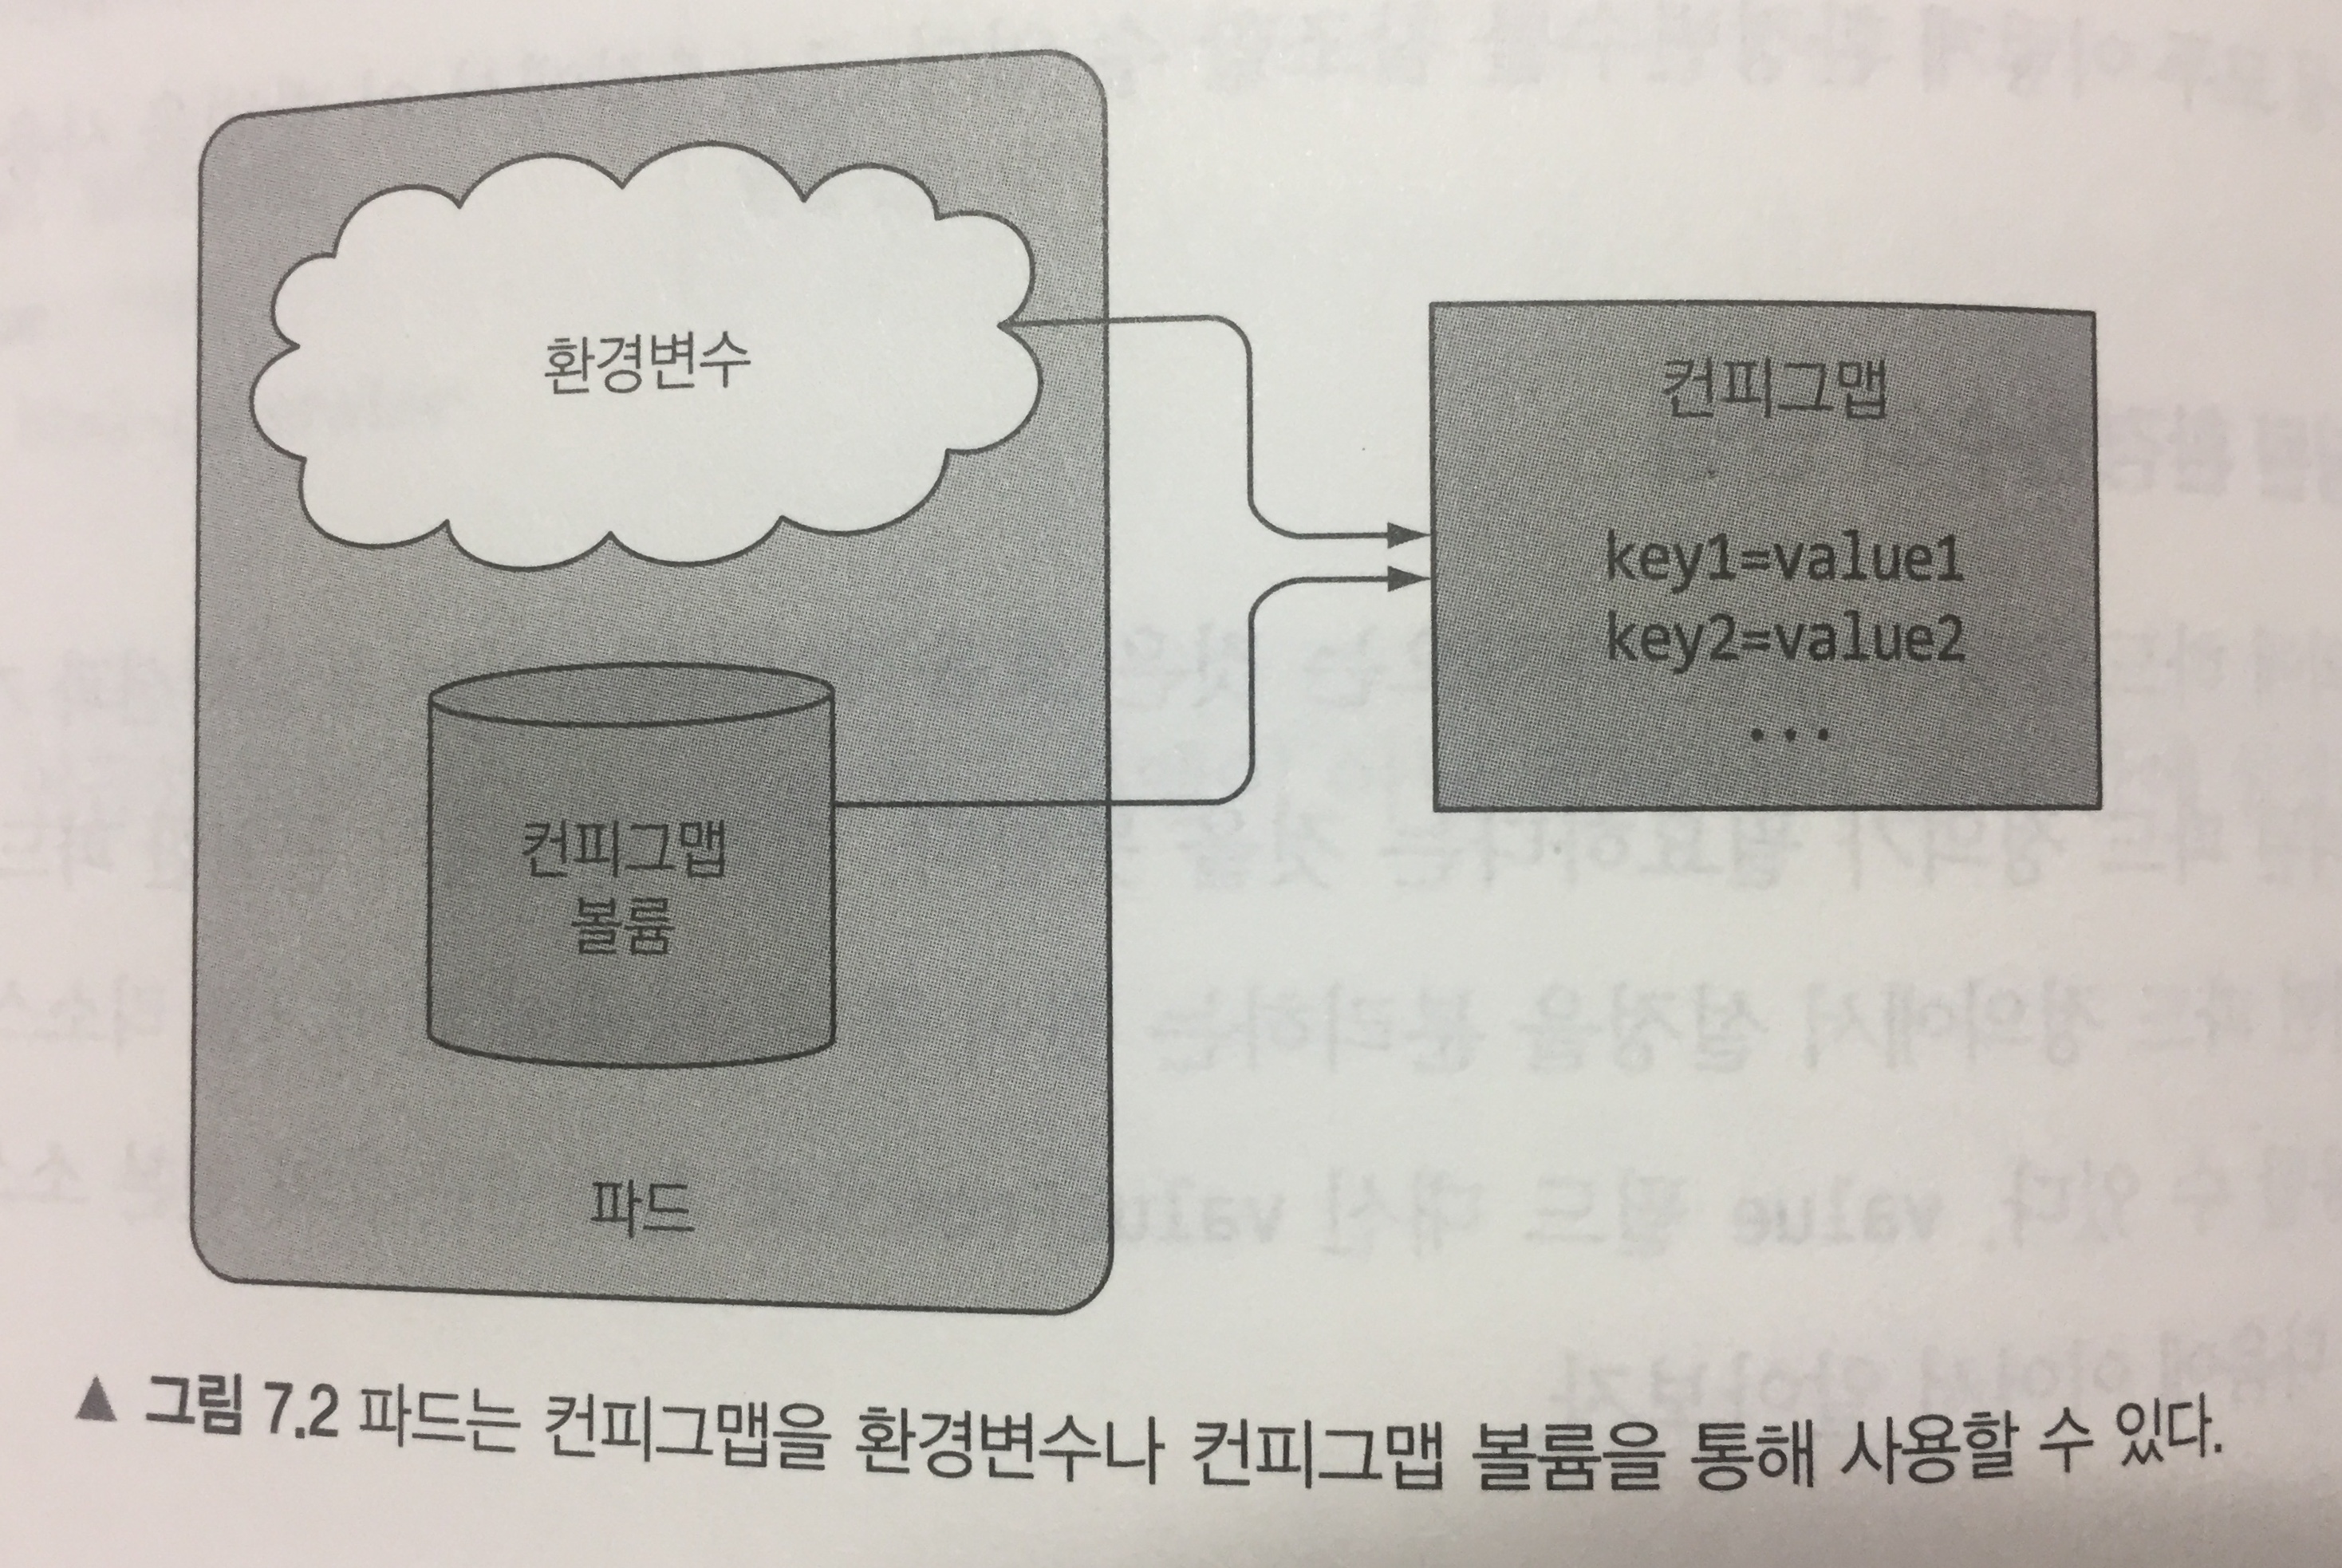 환경변수
컨피그맵
key1=value1
key2=value2
...
컨피그맵
볼륨
파드
▲ 그림 7.2 파드는 컨피그맵을 환경변수나 컨피그맵 볼륨을 통해 사용할 수 있다.